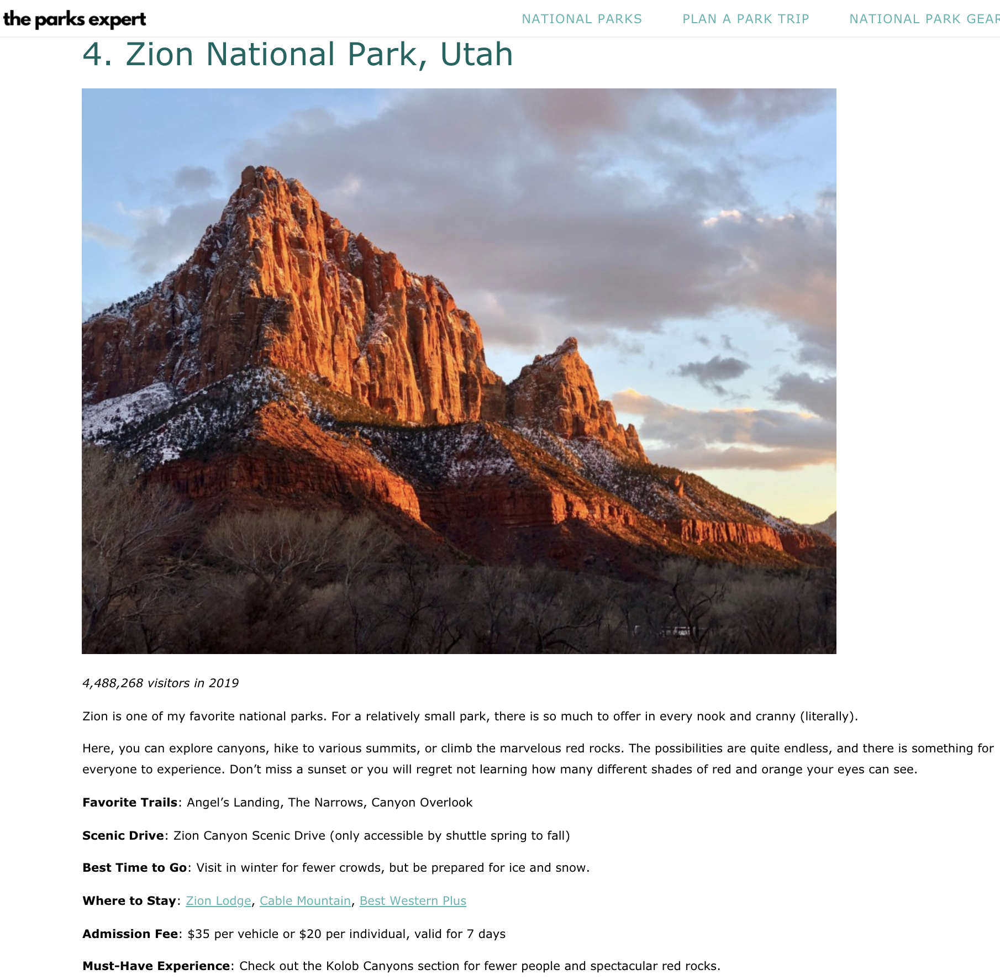 the parks expert
NATIONAL PARKS
PLAN A PARK TRIP
NATIONAL PARK GEAR
4. Zion National Park, Utah
4,488,268 visitors in 2019
Zion is one of my favorite national parks. For a relatively small park, there is so much to offer in every nook and cranny (literally).
Here, you can explore canyons, hike to various summits, or climb the marvelous red rocks. The possibilities are quite endless, and there is something for
everyone to experience. Don’t miss a sunset or you will regret not learning how many different shades of red and orange your eyes can see.
Favorite Trails: Angel’s Landing, The Narrows, Canyon Overlook
Scenic Drive: Zion Canyon Scenic Drive (only accessible by shuttle spring to fall)
Best Time to Go: Visit in winter for fewer crowds, but be prepared for ice and snow.
Where to Stay: Zion Lodge, Cable Mountain, Best Western Plus
Admission Fee: $35 per vehicle or $20 per individual, valid for 7 days
Must-Have Experience: Check out the Kolob Canyons section for fewer people and spectacular red rocks.